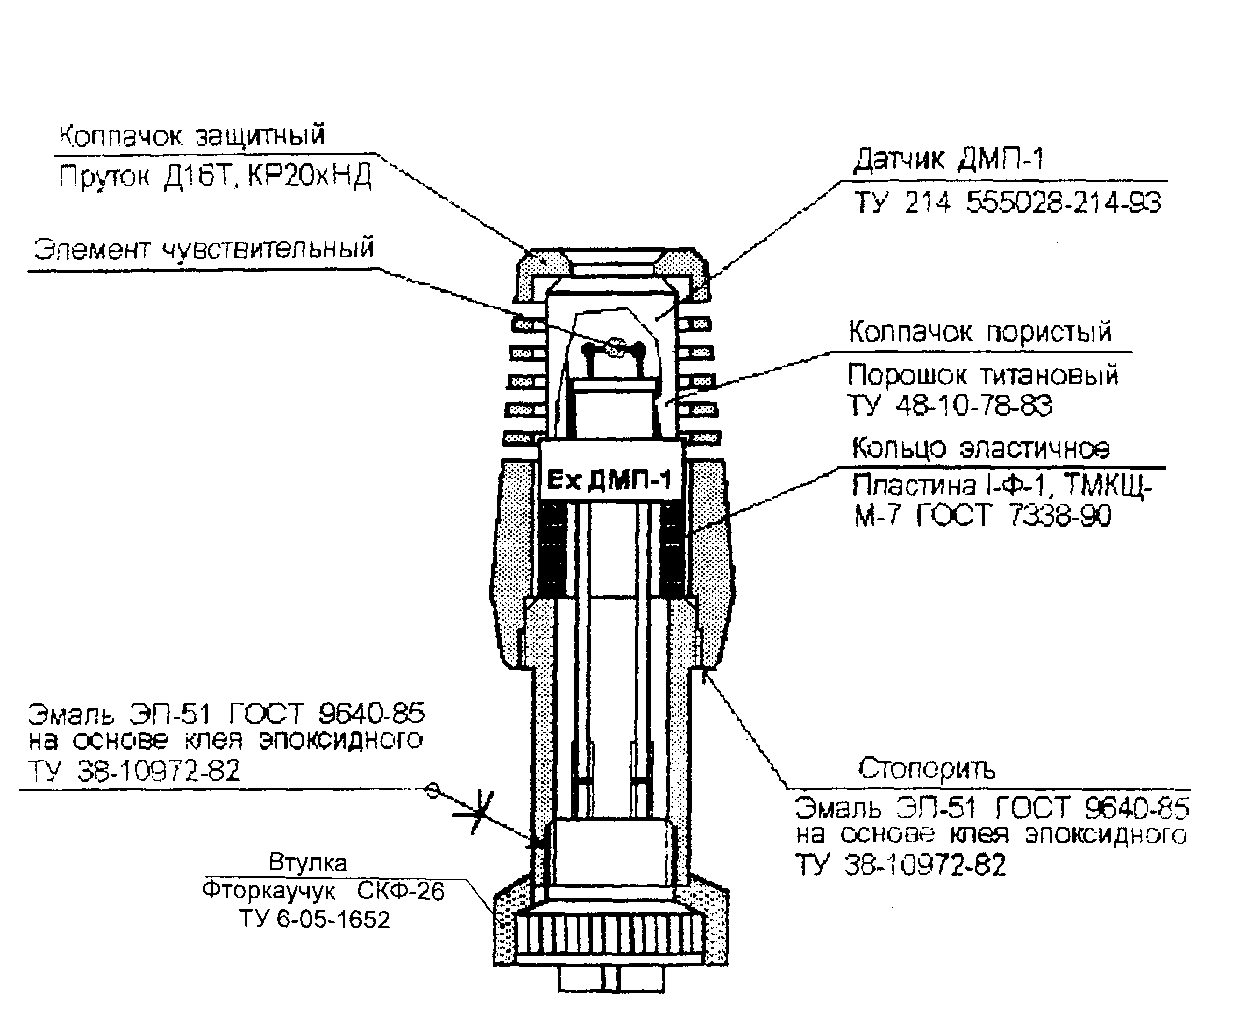 Колпачок защитный
Пруток Д16Т, КР20хНД
Элемент чувствительный
Датчик ДМП-1
ТУ 214 555028-214-93
Колпачок пористый
Порошок титановый
ТУ 48-10-78-83
Кольцо эластичное
Пластина I-Ф-1, ТМКЩ-
М-7 ГОСТ 7338-90
Ex ДМП-1
Эмаль ЭП-51 ГОСТ 9640-85
на основе клея эпоксидного
ТУ 38-10972-82
Стопорить
Эмаль ЭП-51 ГОСТ 9640-85
на основе клея эпоксидного
ТУ 38-10972-82
Втулка
Фторкаучук СКФ-26
ТУ 6-05-1652